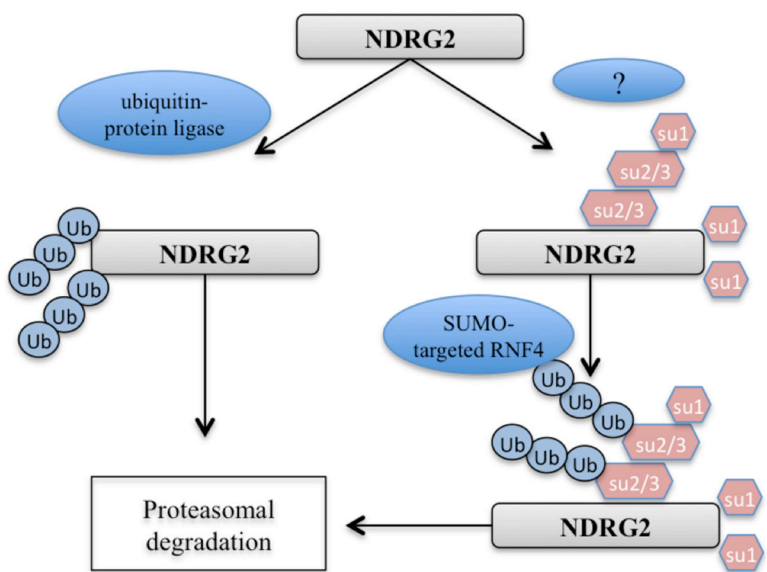 NDRG2
?
ubiquitin-
protein ligase
su1
su2/3
su2/3
su1
su1
NDRG2
Ub
Ub
Ub
Ub
Ub
Ub
NDRG2
SUMO-
targeted RNF4
Ub
Ub
Ub
su1
su2/3
Ub
Ub
Ub
su2/3
su1
su1
NDRG2
Proteasomal
degradation